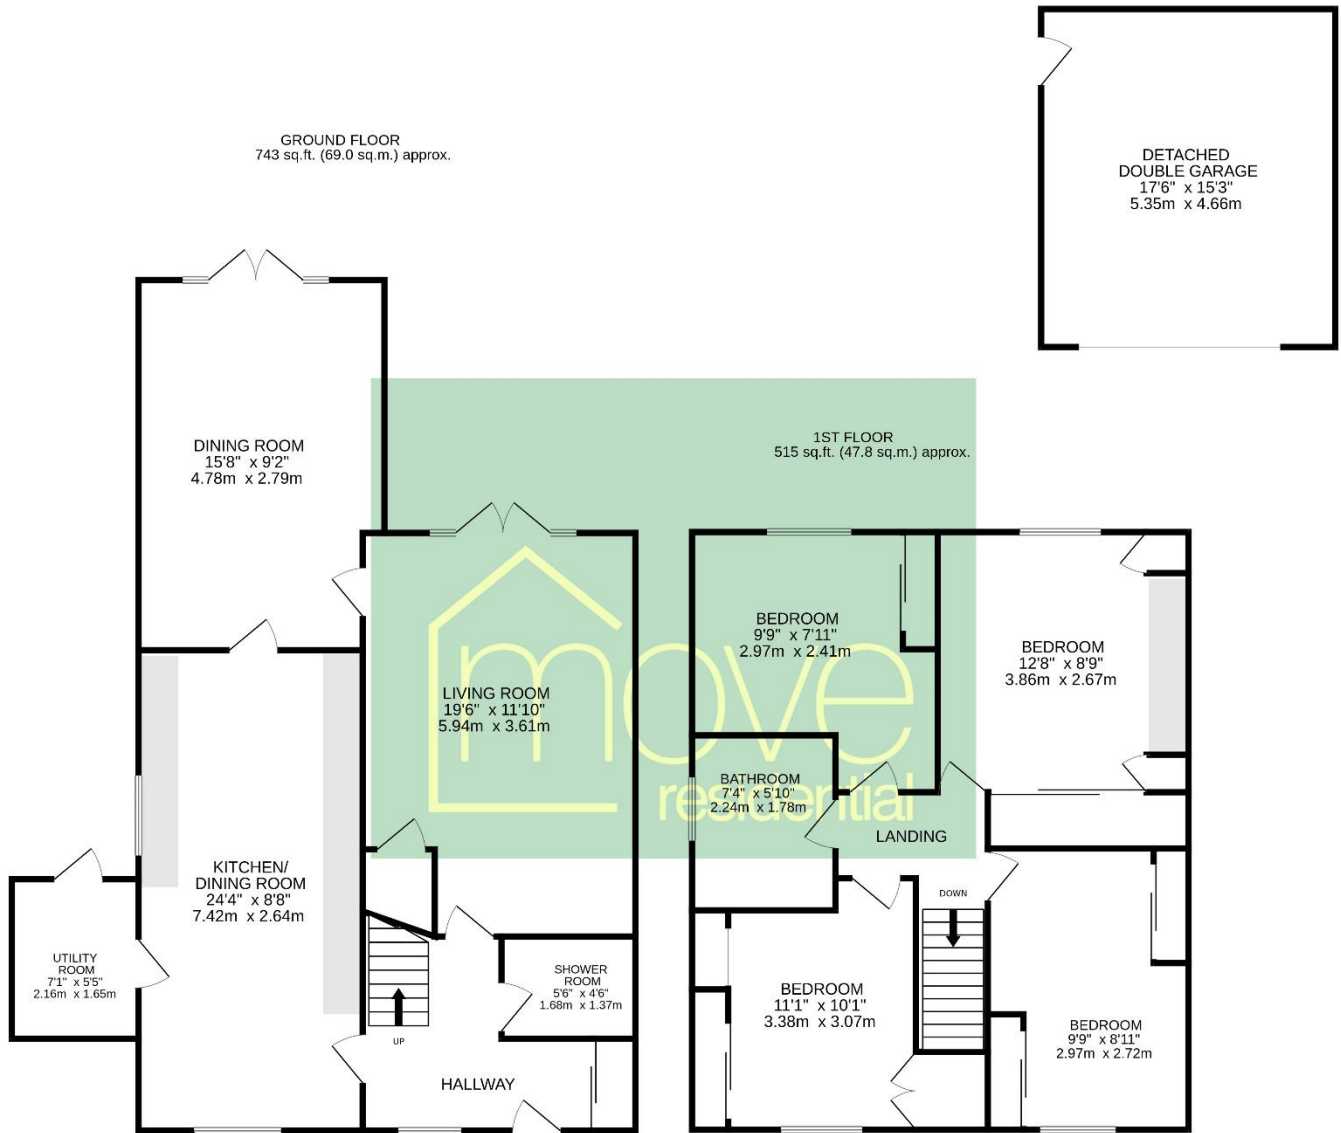 GROUND FLOOR
743 sq.ft. (69.0 sq.m.) approx.
DETACHED
DOUBLE GARAGE
17'6" x 15'3"
5.35m x 4.66m
DINING ROOM
15'8" x 9'2"
4.78m x 2.79m
1ST FLOOR
515 sq.ft. (47.8 sq.m.) approx.
LIVING ROOM
19'6" x 11'10"
5.94m x 3.61m
move
residential
BEDROOM
9'9" x 7'11"
2.97m x 2.41m
BEDROOM
12'8" x 8'9"
3.86m x 2.67m
BATHROOM
7'4" x 5'10"
2.24m x 1.78m
LANDING
KITCHEN/
DINING ROOM
24'4" x 8'8"
7.42m x 2.64m
DOWN
UTILITY
ROOM
7'1" x 5'5"
2.16m x 1.65m
SHOWER
ROOM
5'6" x 4'6"
1.68m x 1.37m
BEDROOM
11'1" x 10'1"
3.38m x 3.07m
UP
BEDROOM
9'9" x 8'11"
2.97m x 2.72m
HALLWAY